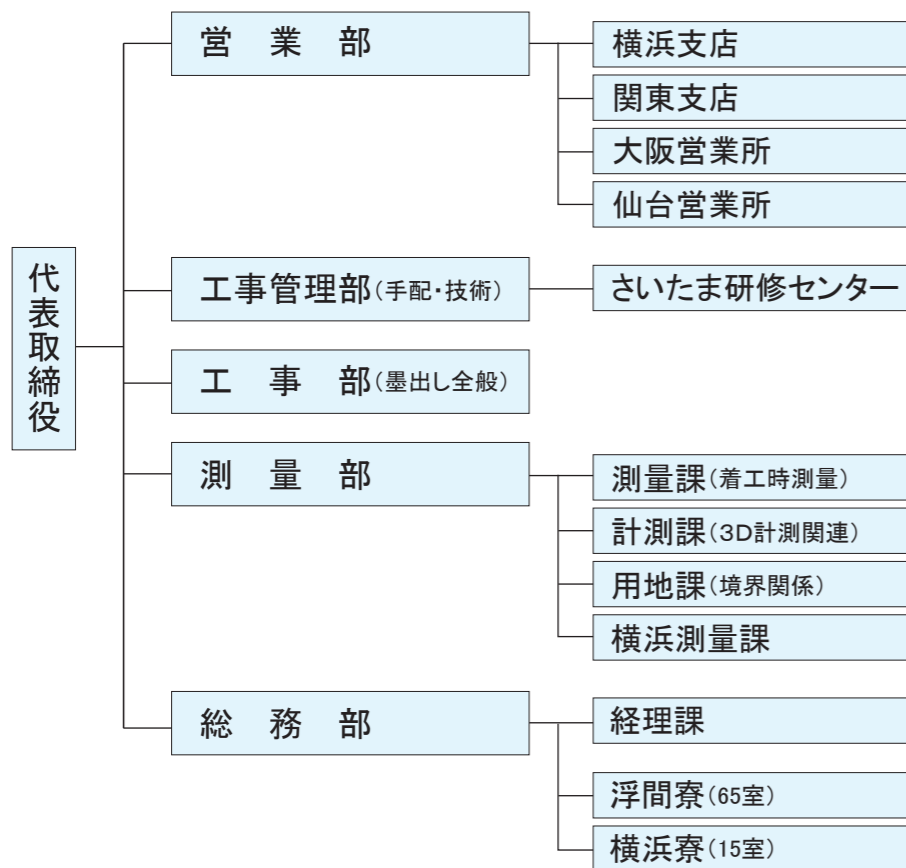 代表取締役
営業部
横浜支店
関東支店
大阪営業所
仙台営業所
工事管理部(手配・技術)
さいたま研修センター
工事部(墨出し全般)
測量部
測量課(着工時測量)
計測課(3D計測関連)
用地課(境界関係)
横浜測量課
総務部
経理課
浮間寮(65室)
横浜寮(15室)